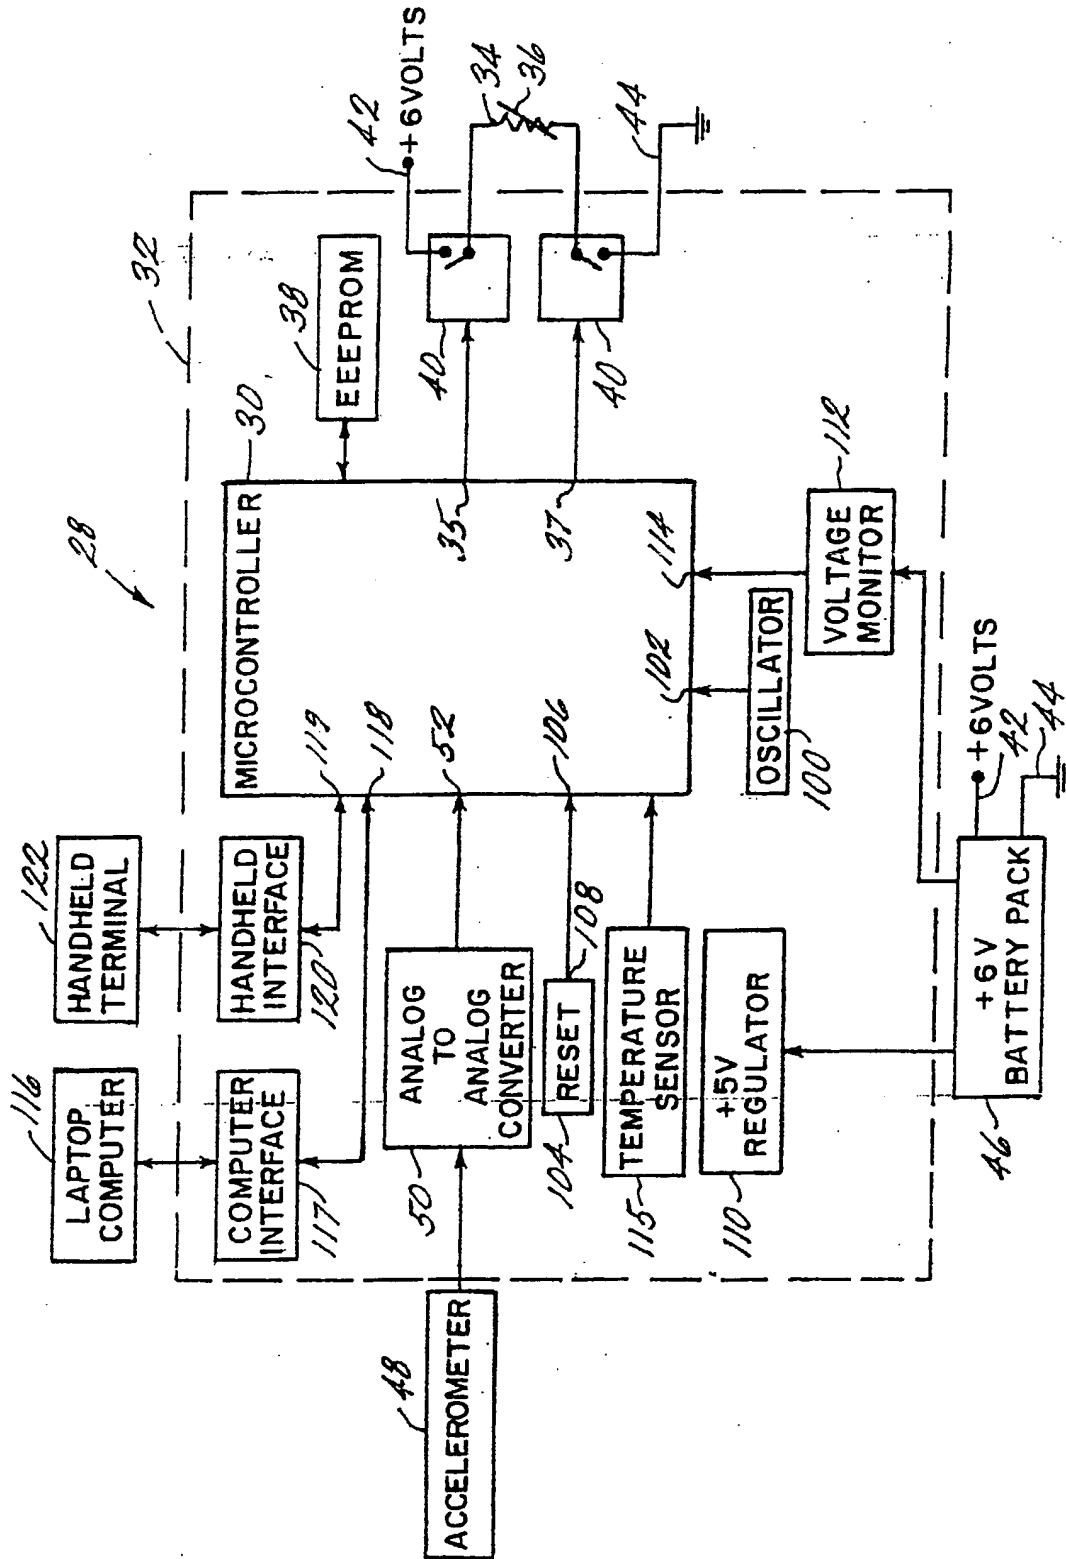 28
32
116
LAPTOP
COMPUTER
122
HANDHELD
TERMINAL
COMPUTER
INTERFACE
117
HANDHELD
INTERFACE
120
119
118
MICROCONTROLLER
30
EEEPROM
38
42
+6VOLTS
34
36
35
40
37
40
44
48
ACCELEROMETER
50
ANALOG
TO
ANALOG
CONVERTER
52
104
RESET
108
106
115
TEMPERATURE
SENSOR
110
+5V
REGULATOR
102
114
OSCILLATOR
100
VOLTAGE
MONITOR
112
46
+6V
BATTERY PACK
+6VOLTS
42
44